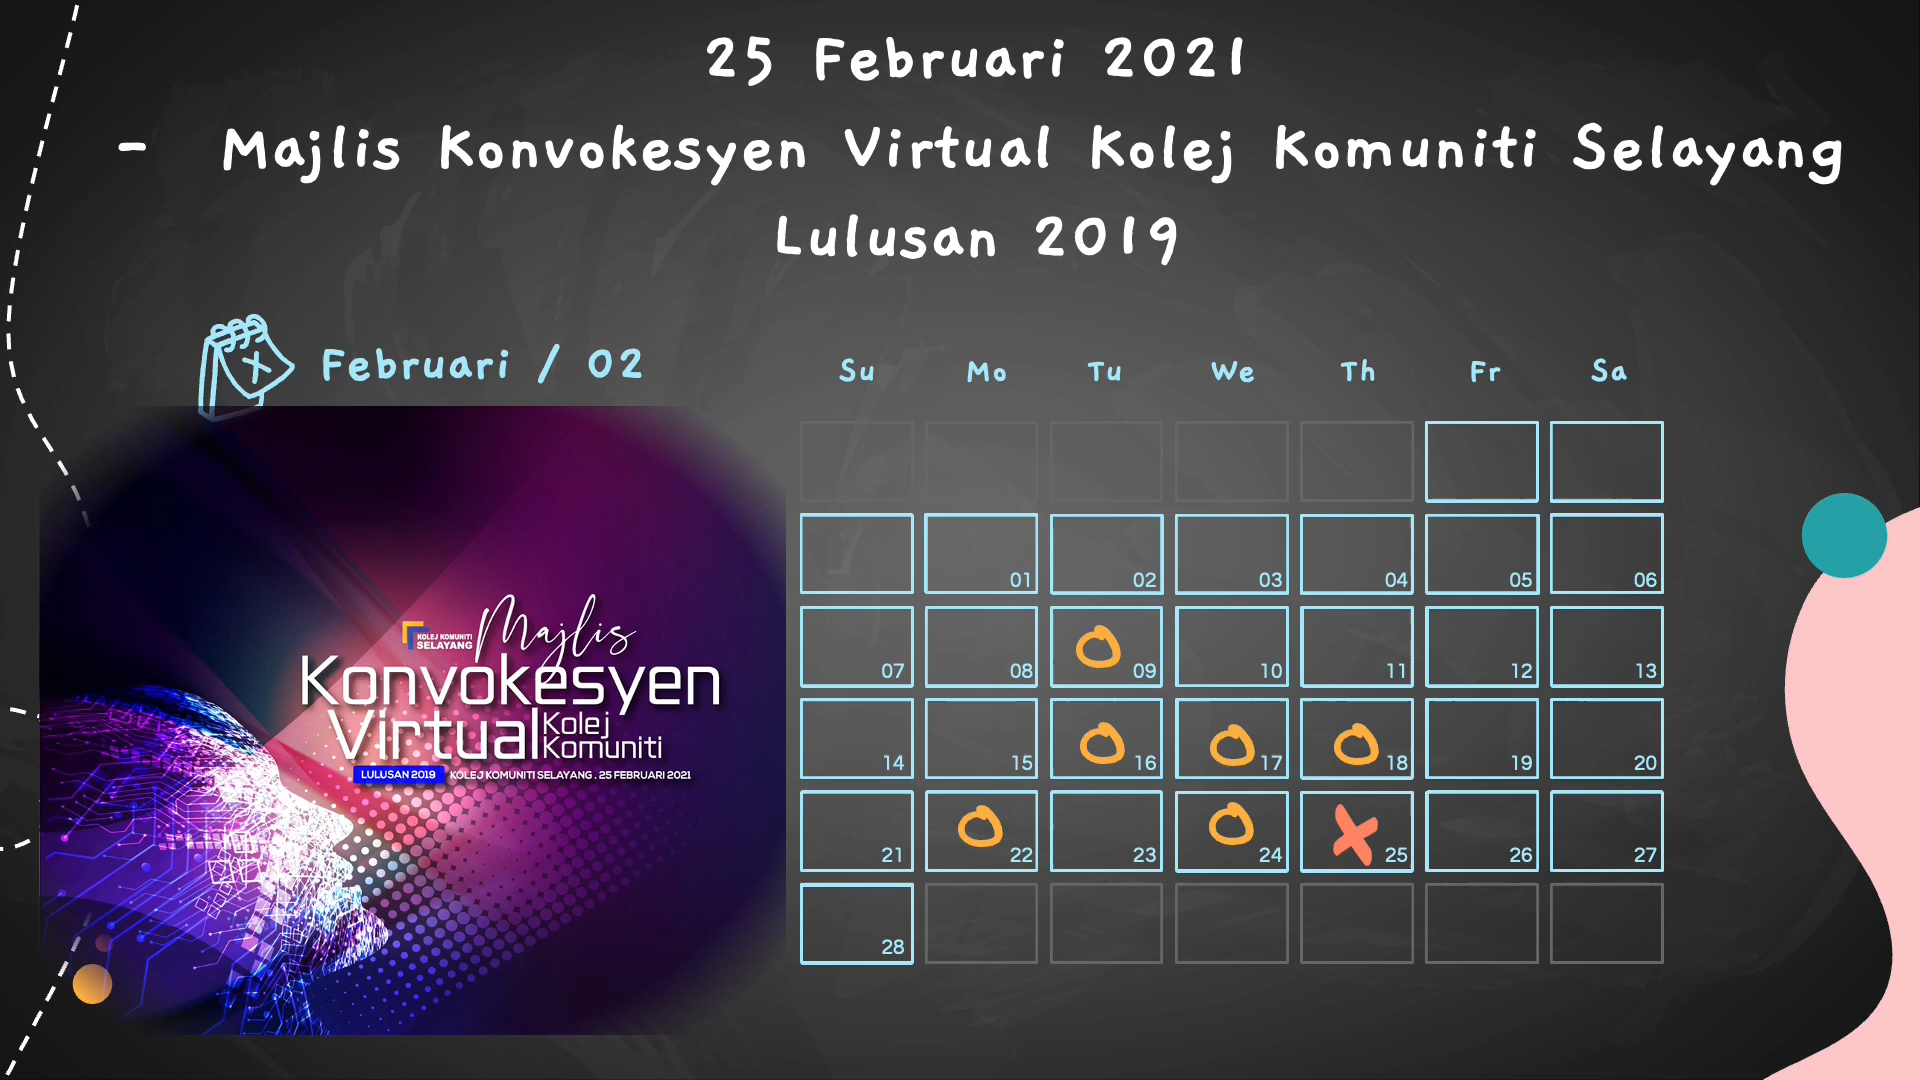 25 Februari 2021
- Majlis Konvokesyen Virtual Kolej Komuniti Selayang
Lulusan 2019
Februari / 02
Su Mo Tu We Th Fr Sa
01 02 03 04 05 06
07 08 09 10 11 12 13
14 15 16 17 18 19 20
21 22 23 24 25 26 27
28
KOLEJ KOMUNITI
SELAYANG
Majlis
Konvokesyen
Virtual Kolej
Komuniti
LULUSAN 2019 KOLEJ KOMUNITI SELAYANG . 25 FEBRUARI 2021